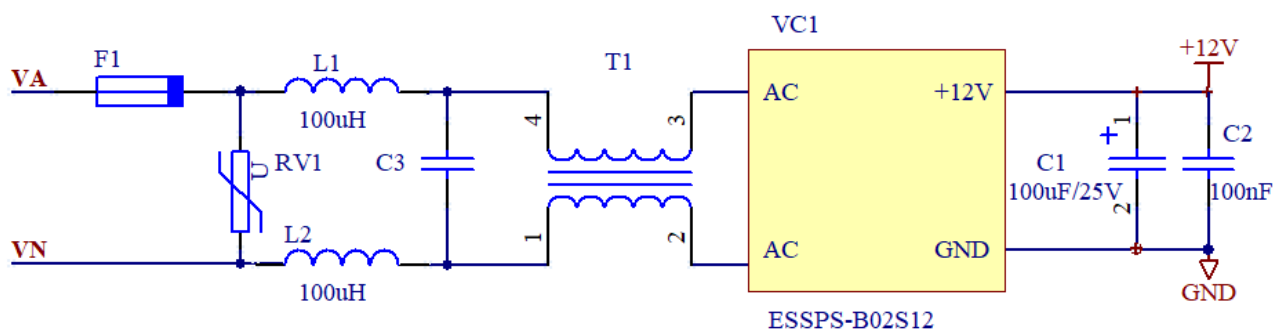 VC1
F1
L1
T1
+12V
VA
AC
+12V
4
3
1
100uH
U
RV1
C3
+
C1
C2
100uF/25V
100nF
2
L2
1
2
VN
AC
GND
100uH
GND
ESSPS-B02S12